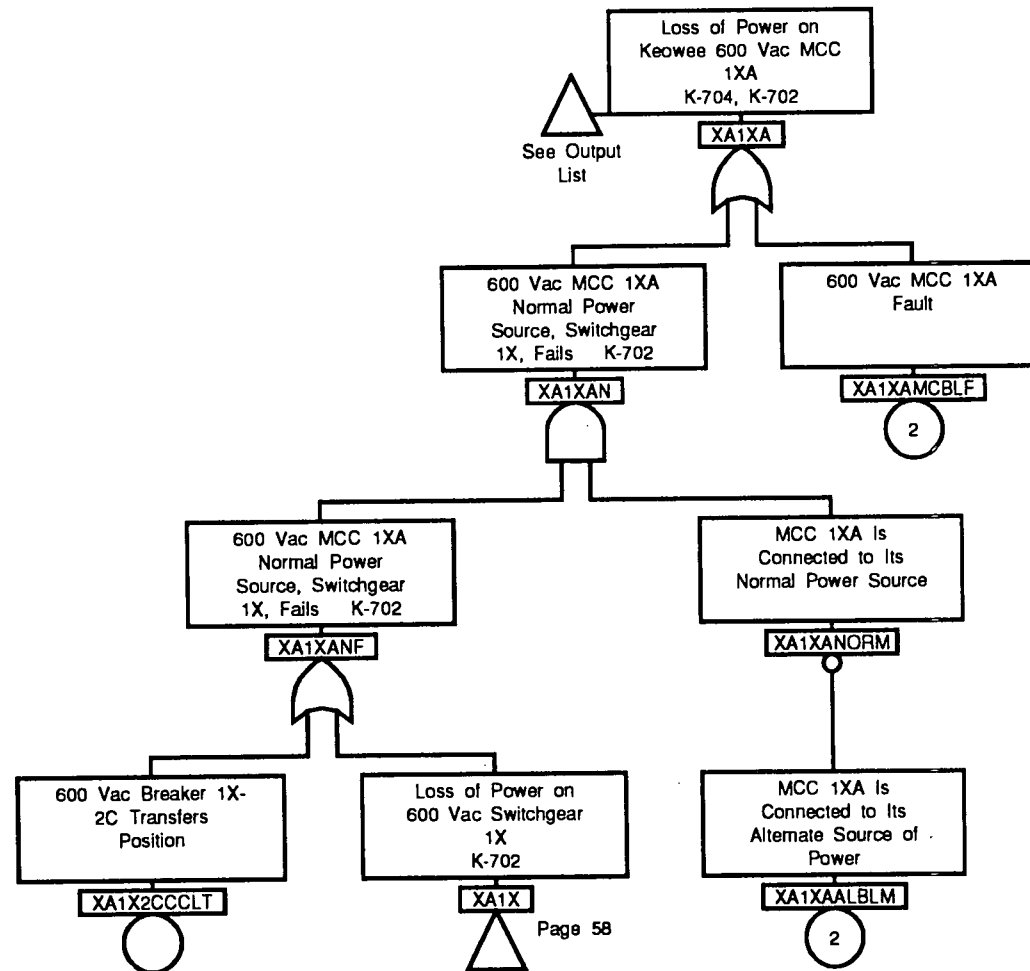 Loss of Power on
Keowee 600 Vac MCC
1XA
K-704, K-702
XA1XA
See Output
List
600 Vac MCC 1XA
Normal Power
Source, Switchgear
1X, Fails K-702
XA1XAN
600 Vac MCC 1XA
Fault
XA1XAMCBLF
2
600 Vac MCC 1XA
Normal Power
Source, Switchgear
1X, Fails K-702
XA1XANF
MCC 1XA Is
Connected to Its
Normal Power Source
XA1XANORM
600 Vac Breaker 1X-
2C Transfers
Position
XA1X2CCCLT
Loss of Power on
600 Vac Switchgear
1X
K-702
XA1X
Page 58
MCC 1XA Is
Connected to Its
Alternate Source of
Power
XA1XAALBLM
2